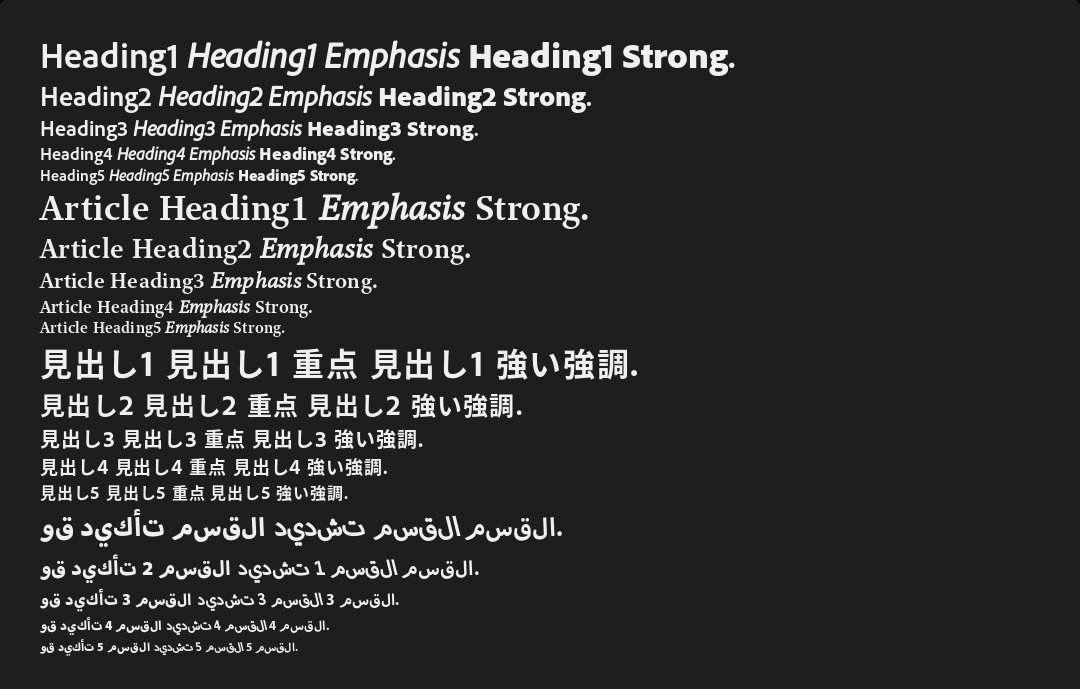 Heading1 Heading1 Emphasis Heading1 Strong.
Heading2 Heading2 Emphasis Heading2 Strong.
Heading3 Heading3 Emphasis Heading3 Strong.
Heading4 Heading4 Emphasis Heading4 Strong.
Heading5 Heading5 Emphasis Heading5 Strong.
Article Heading1 Emphasis Strong.
Article Heading2 Emphasis Strong.
Article Heading3 Emphasis Strong.
Article Heading4 Emphasis Strong.
Article Heading5 Emphasis Strong.
見出し1 見出し1 重点 見出し1 強い強調.
見出し2 見出し2 重点 見出し2 強い強調.
見出し3 見出し3 重点 見出し3 強い強調.
見出し4 見出し4 重点 見出し4 強い強調.
見出し5 見出し5 重点 見出し5 強い強調.
القسم القسم تشديد القسم تأكيد قو.
القسم القسم 1 تشديد القسم 2 تأكيد قو.
القسم 3 القسم 3 تشديد القسم 3 تأكيد قو.
القسم 4 القسم 4 تشديد القسم 4 تأكيد قو.
القسم 5 القسم 5 تشديد القسم 5 تأكيد قو.